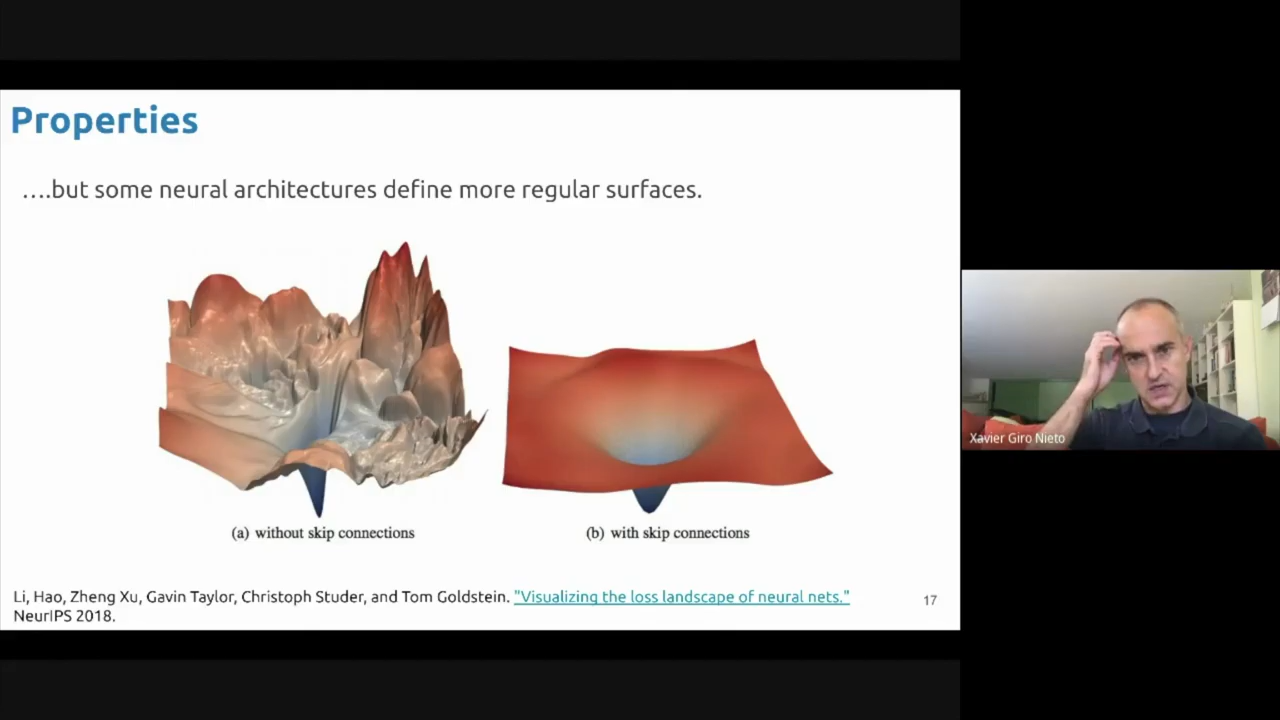 Properties
….but some neural architectures define more regular surfaces.
(a) without skip connections
(b) with skip connections
Li, Hao, Zheng Xu, Gavin Taylor, Christoph Studer, and Tom Goldstein. "Visualizing the loss landscape of neural nets."
NeurIPS 2018.
17
Xavier Giro Nieto